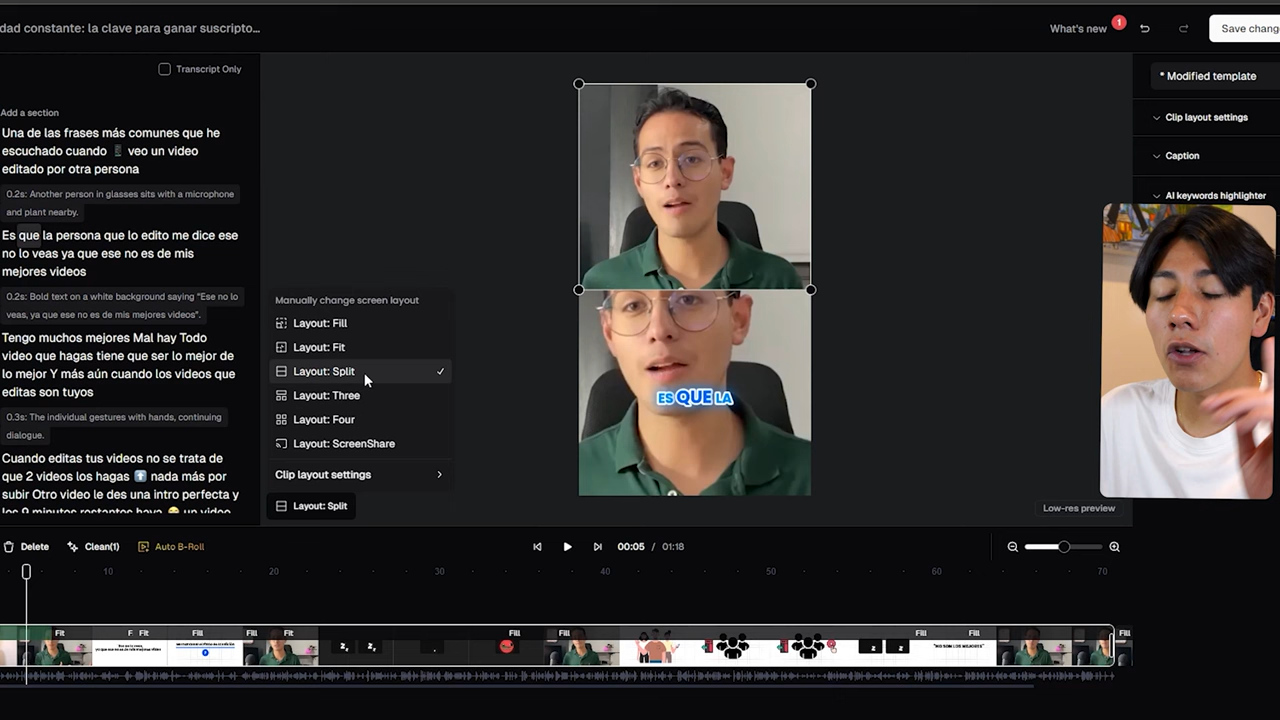 dad constante: la clave para ganar suscripto...
What's new
1
Save chang
Transcript Only
* Modified template
Add a section
Clip layout settings
Una de las frases más comunes que he
escuchado cuando veo un video
editado por otra persona
Caption
0.2s: Another person in glasses sits with a microphone
and plant nearby.
AI keywords highlighter
Es que la persona que lo edito me dice ese
no lo veas ya que ese no es de mis
mejores videos
0.2s: Bold text on a white background saying "Ese no lo
veas, ya que ese no es de mis mejores videos".
Tengo muchos mejores Mal hay Todo
video que hagas tiene que ser lo mejor de
lo mejor Y más aún cuando los videos que
editas son tuyos
0.3s: The individual gestures with hands, continuing
dialogue.
Cuando editas tus videos no se trata de
que 2 videos los hagas nada más por
subir Otro video le des una intro perfecta y
los 9 minutos restantes haya un video
Manually change screen layout
Layout: Fill
Layout: Fit
Layout: Split
Layout: Three
Layout: Four
Layout: ScreenShare
Clip layout settings
Layout: Split
ES QUE LA
Low-res preview
Delete
Clean(1)
Auto B-Roll
00:05 / 01:18
10 20 30 40 50 60 70
Fit F Fit Fill Fill Fit Fill Fill Fill Fill Fill
"NO SON LOS MEJORES"